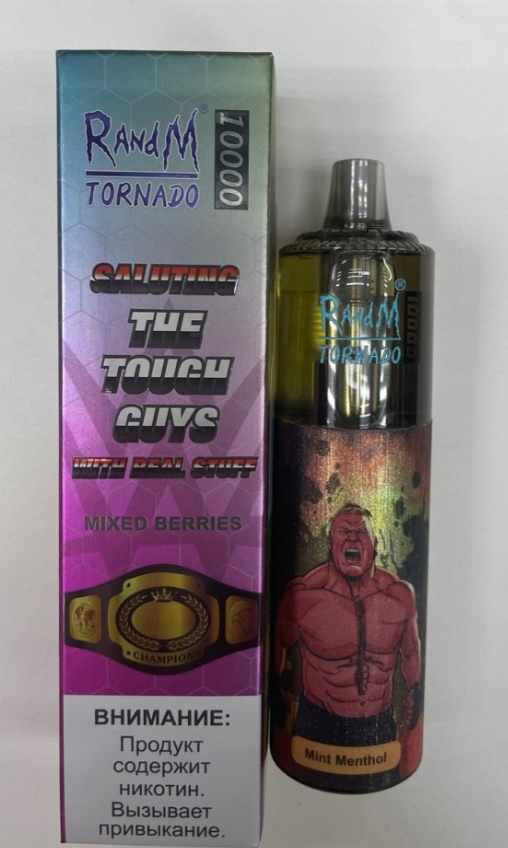 RANDM®
TORNADO
10000
SALUTING
THE
TOUGH
GUYS
WITH REAL STUFF
MIXED BERRIES
CHAMPION
ВНИМАНИЕ:
Продукт
содержит
никотин.
Вызывает
привыкание.
RANDM®
TORNADO
10000
Mint Menthol